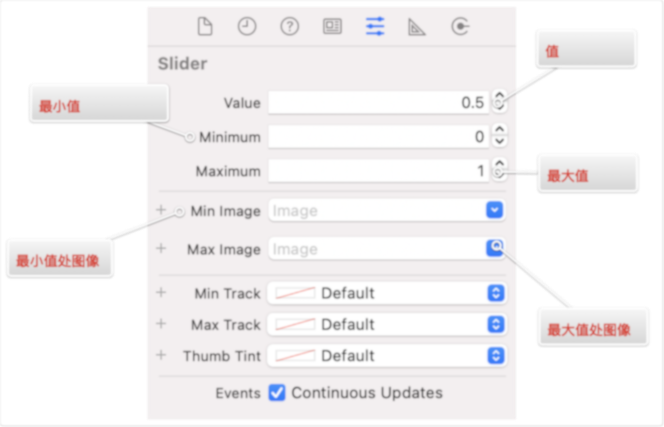 Slider
值
Value 0.5
最小值
Minimum 0
Maximum 1
最大值
Min Image Image
Max Image Image
最小值处图像
Min Track Default
Max Track Default
最大值处图像
Thumb Tint Default
Events Continuous Updates